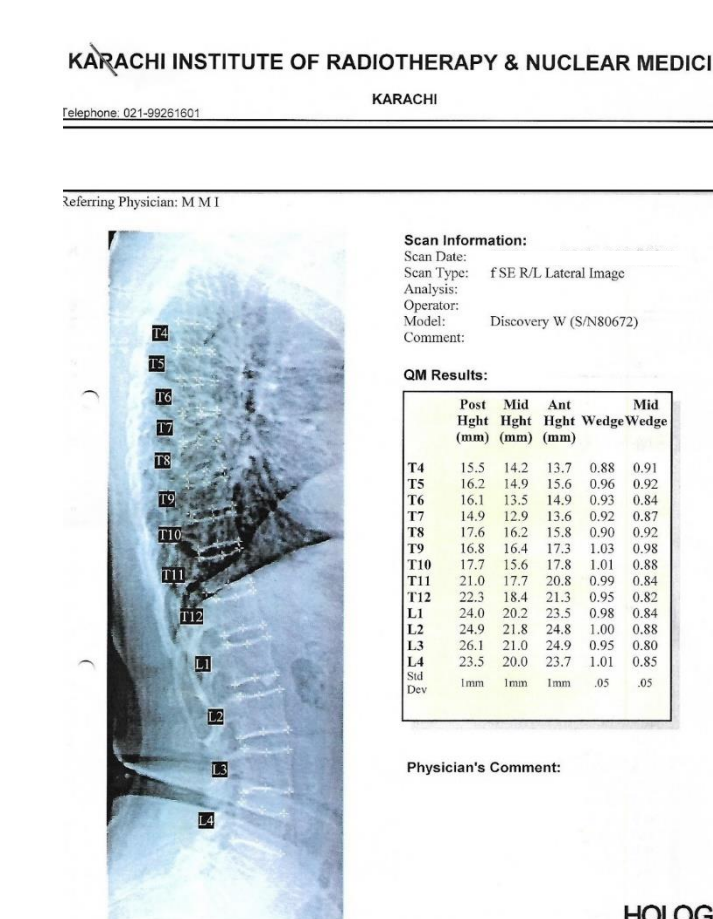 KARACHI INSTITUTE OF RADIOTHERAPY & NUCLEAR MEDICI
KARACHI
Telephone: 021-99261601
Referring Physician: M M I
Scan Information:
Scan Date:
Scan Type: f SE R/L Lateral Image
Analysis:
Operator:
Model: Discovery W (S/N80672)
Comment:
QM Results:
Post Mid Ant Mid
Hght Hght Hght Wedge Wedge
(mm) (mm) (mm)
T4 15.5 14.2 13.7 0.88 0.91
T5 16.2 14.9 15.6 0.96 0.92
T6 16.1 13.5 14.9 0.93 0.84
T7 14.9 12.9 13.6 0.92 0.87
T8 17.6 16.2 15.8 0.90 0.92
T9 16.8 16.4 17.3 1.03 0.98
T10 17.7 15.6 17.8 1.01 0.88
T11 21.0 17.7 20.8 0.99 0.84
T12 22.3 18.4 21.3 0.95 0.82
L1 24.0 20.2 23.5 0.98 0.84
L2 24.9 21.8 24.8 1.00 0.88
L3 26.1 21.0 24.9 0.95 0.80
L4 23.5 20.0 23.7 1.01 0.85
Std
Dev 1mm 1mm 1mm .05 .05
Physician's Comment:
T4
T5
T6
T7
T8
T9
T10
T11
T12
L1
L2
L3
L4
HOLOG